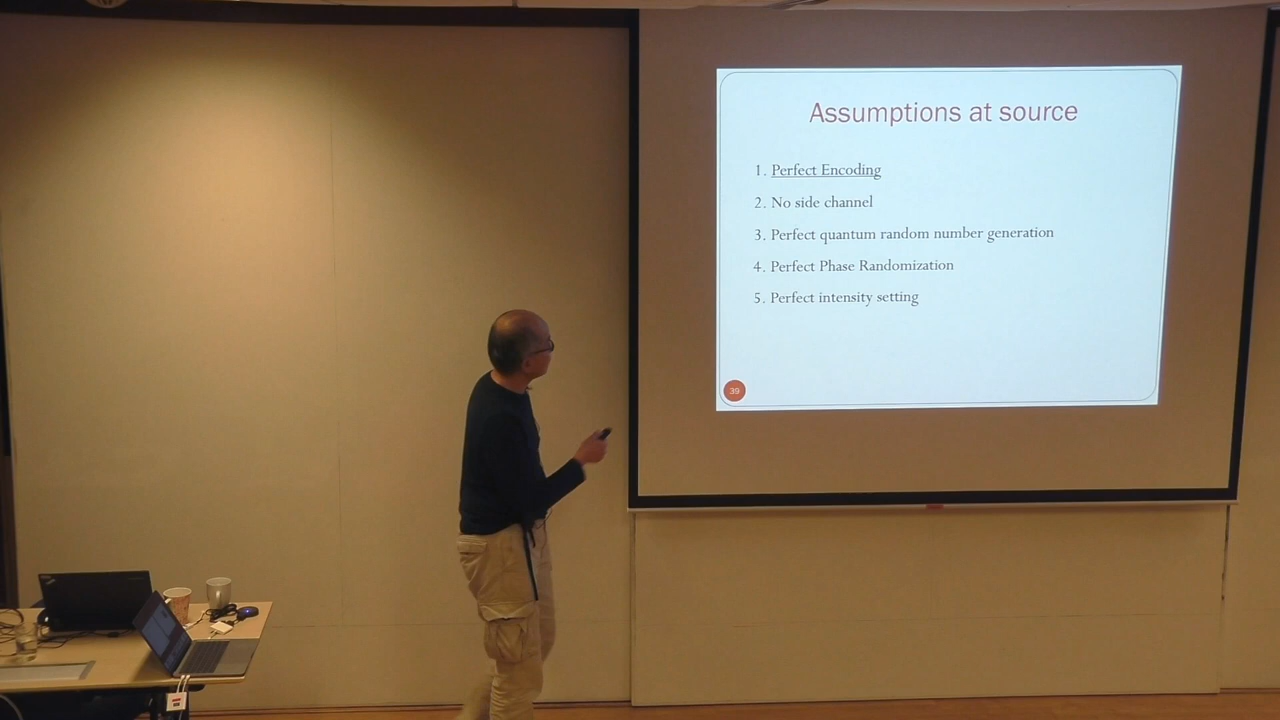 Assumptions at source
1. Perfect Encoding
2. No side channel
3. Perfect quantum random number generation
4. Perfect Phase Randomization
5. Perfect intensity setting
39